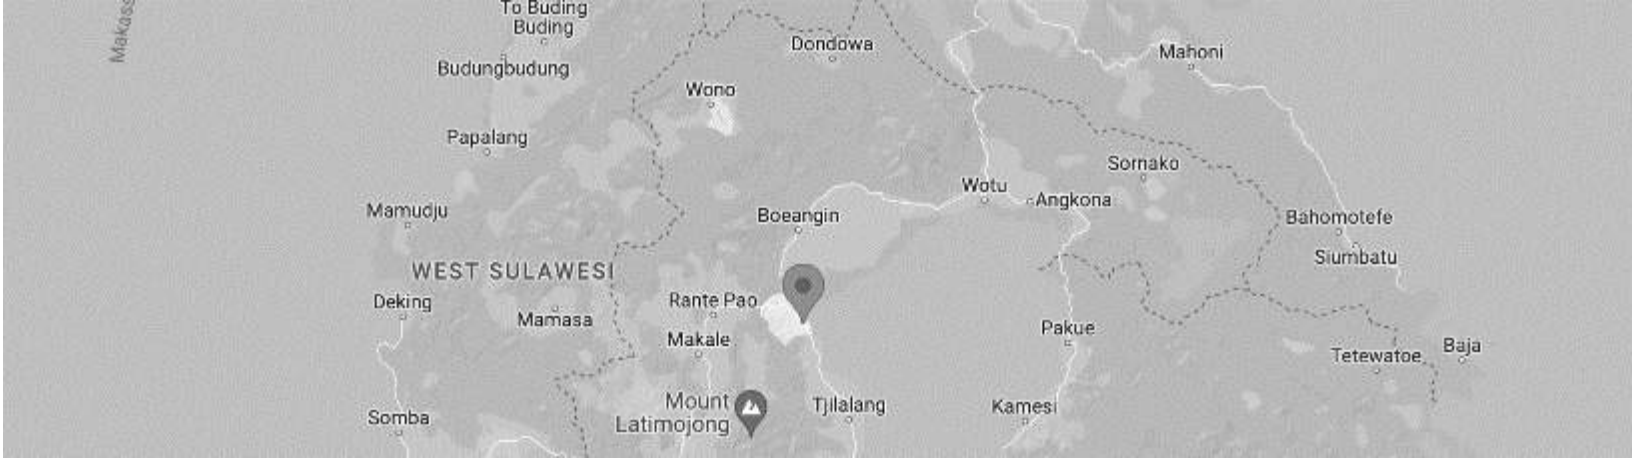 To Buding
Buding
Dondowa
Mahoni
Budungbudung
Wono
Papalang
Sornako
Wotu
Angkona
Mamudju
Boeangin
Bahomotefe
Siumbatu
WEST SULAWESI
Deking
Rante Pao
Mamasa
Makale
Pakue
Baja
Tetewatoe
Mount
Latimojong
Tjilalang
Kamesi
Somba